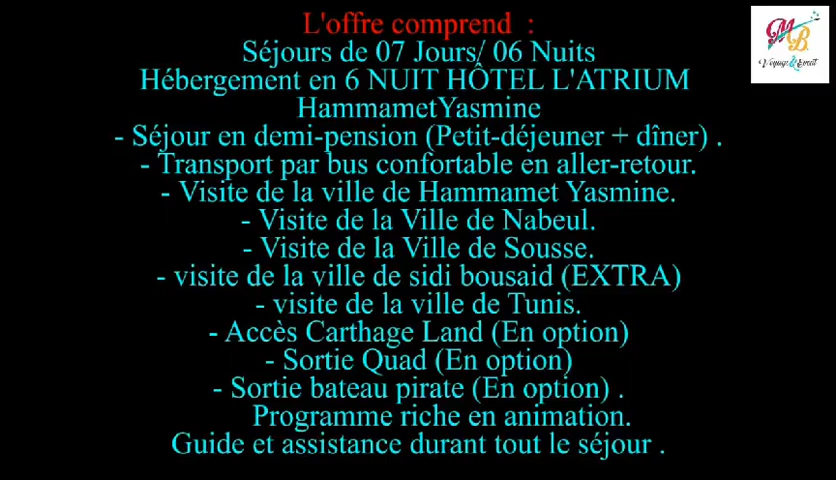 L'offre comprend :
Séjours de 07 Jours/ 06 Nuits
Hébergement en 6 NUIT HÔTEL L'ATRIUM
HammametYasmine
- Séjour en demi-pension (Petit-déjeuner + dîner) .
- Transport par bus confortable en aller-retour.
- Visite de la ville de Hammamet Yasmine.
- Visite de la Ville de Nabeul.
- Visite de la Ville de Sousse.
- visite de la ville de sidi bousaid (EXTRA)
- visite de la ville de Tunis.
- Accès Carthage Land (En option)
- Sortie Quad (En option)
- Sortie bateau pirate (En option) .
Programme riche en animation.
Guide et assistance durant tout le séjour .
MB
Voyage & Event